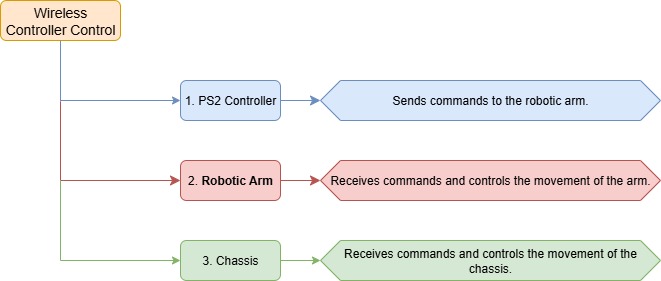 Wireless
Controller Control
1. PS2 Controller
Sends commands to the robotic arm.
2. Robotic Arm
Receives commands and controls the movement of the arm.
3. Chassis
Receives commands and controls the movement of the
chassis.